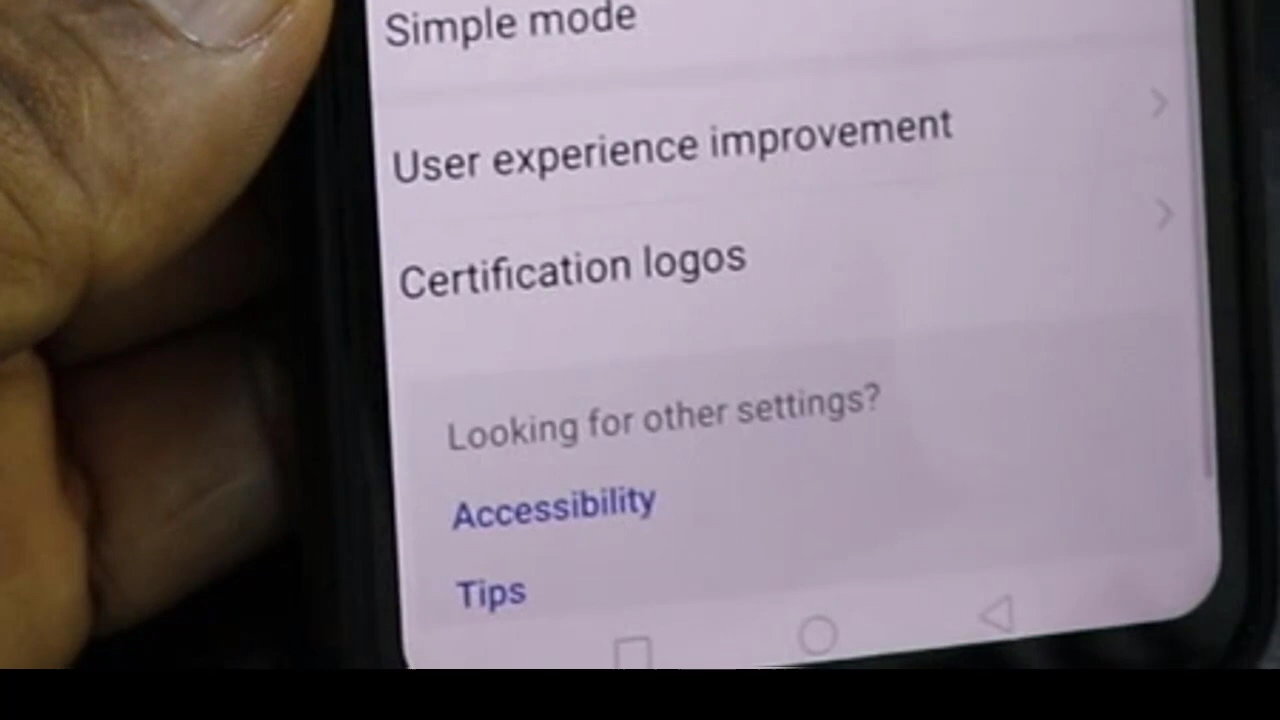 Simple mode
User experience improvement
Certification logos
Looking for other settings?
Accessibility
Tips